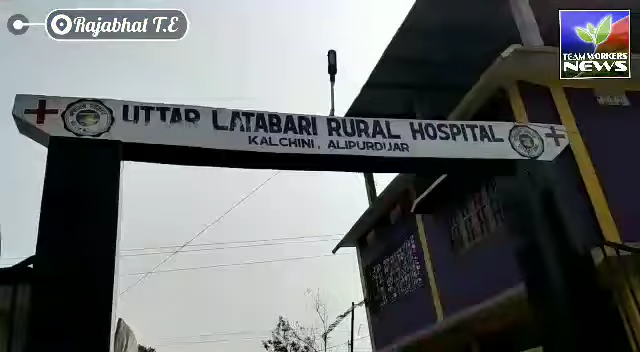 Rajabhat T.E
TEAM WORKERS
NEWS
UTTAR LATABARI RURAL HOSPITAL
KALCHINI, ALIPURDUAR